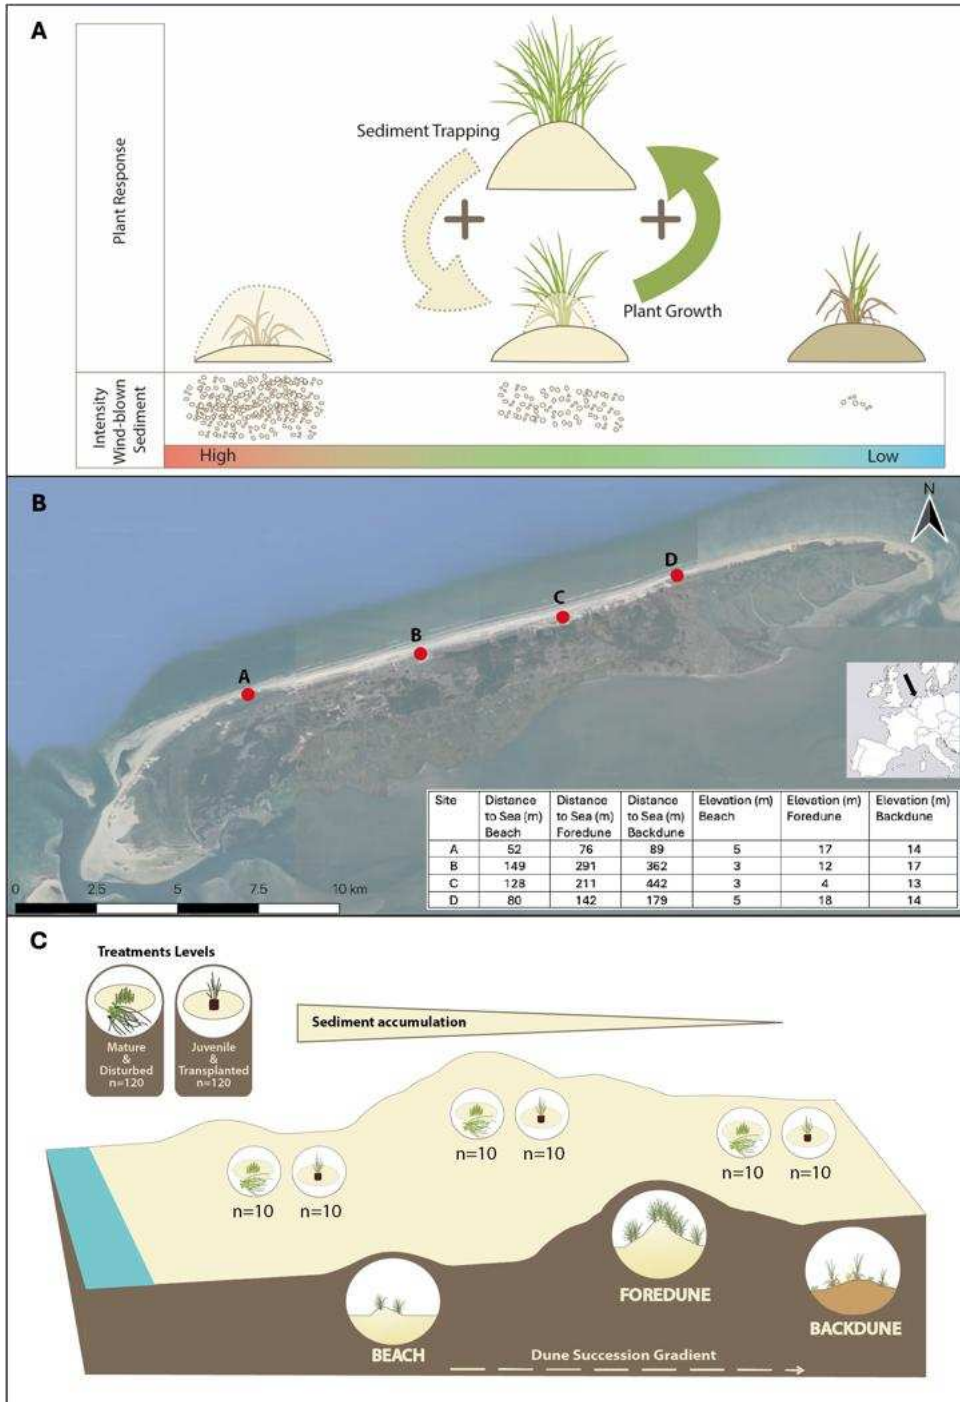 A
Plant Response
Sediment Trapping
Plant Growth
Intensity
Wind-blown
Sediment
High
Low
B
N
A
B
C
D
0
2.5
5
7.5
10 km
Site Distance to Sea (m) Beach Distance to Sea (m) Foredune Distance to Sea (m) Backdune Elevation (m) Beach Elevation (m) Foredune Elevation (m) Backdune
A 52 76 89 5 17 14
B 149 291 362 3 12 17
C 128 211 442 3 4 13
D 80 142 179 5 18 14
C
Treatments Levels
Mature
&
Disturbed
n=120
Juvenile
&
Transplanted
n=120
Sediment accumulation
n=10
n=10
n=10
n=10
n=10
n=10
BEACH
FOREDUNE
BACKDUNE
Dune Succession Gradient